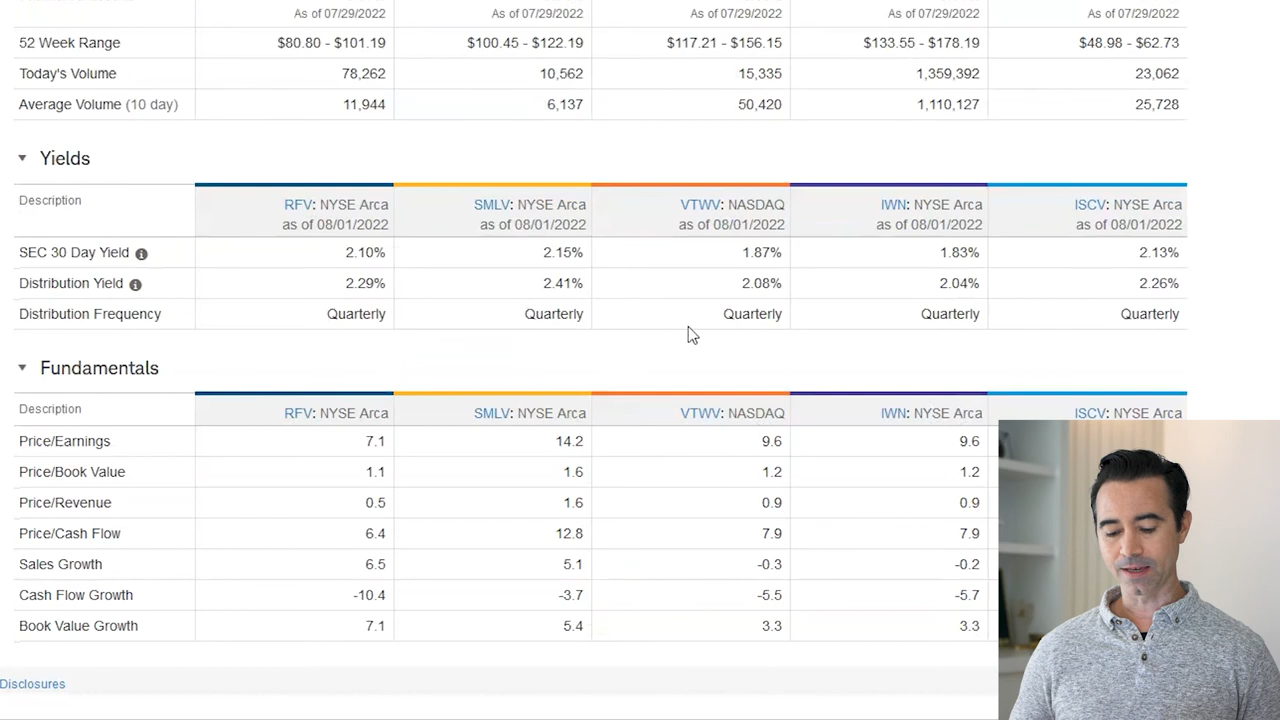 As of 07/29/2022 As of 07/29/2022 As of 07/29/2022 As of 07/29/2022 As of 07/29/2022
52 Week Range $80.80 - $101.19 $100.45 - $122.19 $117.21 - $156.15 $133.55 - $178.19 $48.98 - $62.73
Today's Volume 78,262 10,562 15,335 1,359,392 23,062
Average Volume (10 day) 11,944 6,137 50,420 1,110,127 25,728
Yields
Description RFV: NYSE Arca SMLV: NYSE Arca VTWV: NASDAQ IWN: NYSE Arca ISCV: NYSE Arca
as of 08/01/2022 as of 08/01/2022 as of 08/01/2022 as of 08/01/2022 as of 08/01/2022
SEC 30 Day Yield 2.10% 2.15% 1.87% 1.83% 2.13%
Distribution Yield 2.29% 2.41% 2.08% 2.04% 2.26%
Distribution Frequency Quarterly Quarterly Quarterly Quarterly Quarterly
Fundamentals
Description RFV: NYSE Arca SMLV: NYSE Arca VTWV: NASDAQ IWN: NYSE Arca ISCV: NYSE Arca
Price/Earnings 7.1 14.2 9.6 9.6
Price/Book Value 1.1 1.6 1.2 1.2
Price/Revenue 0.5 1.6 0.9 0.9
Price/Cash Flow 6.4 12.8 7.9 7.9
Sales Growth 6.5 5.1 -0.3 -0.2
Cash Flow Growth -10.4 -3.7 -5.5 -5.7
Book Value Growth 7.1 5.4 3.3 3.3
Disclosures